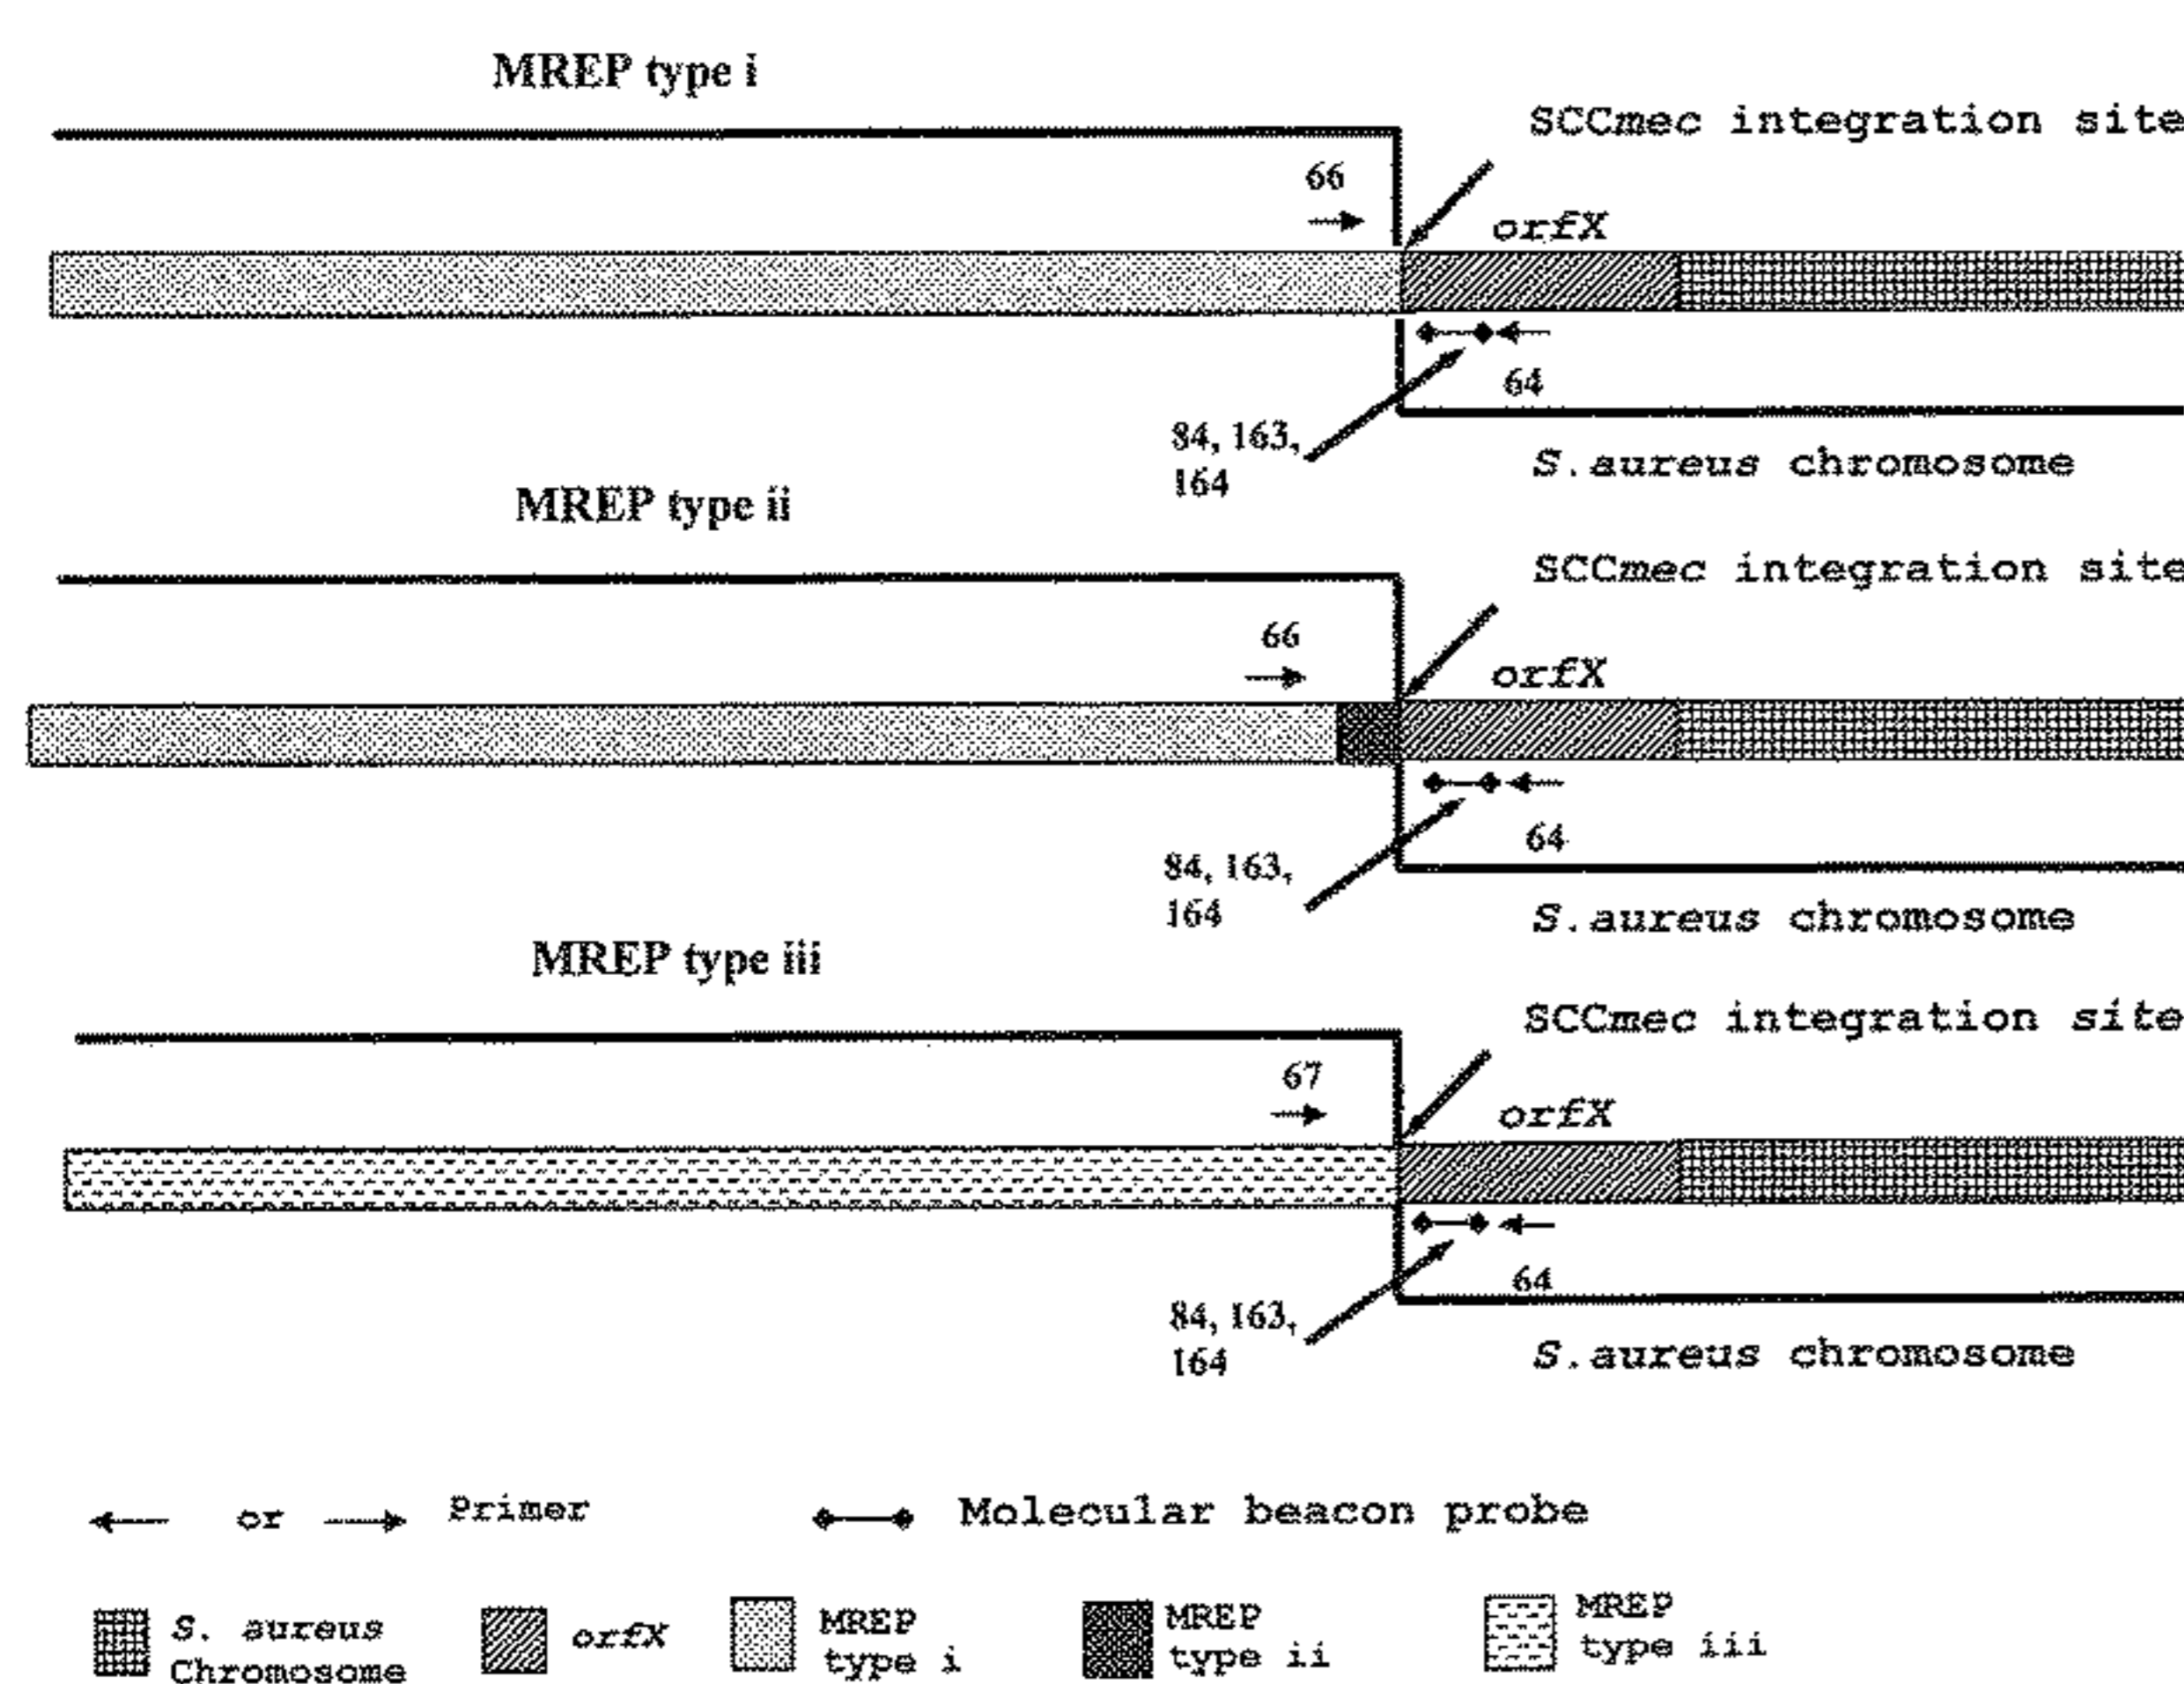 MREP type i
SCCmec integration site
66
orfX
64
84, 163,
164
S.aureus chromosome
MREP type ii
SCCmec integration site
66
orfX
64
84, 163,
164
S.aureus chromosome
MREP type iii
SCCmec integration site
67
orfX
64
84, 163,
164
S.aureus chromosome
or
Primer
Molecular beacon probe
S. aureus
Chromosome
orfX
MREP
type i
MREP
type ii
MREP
type iii